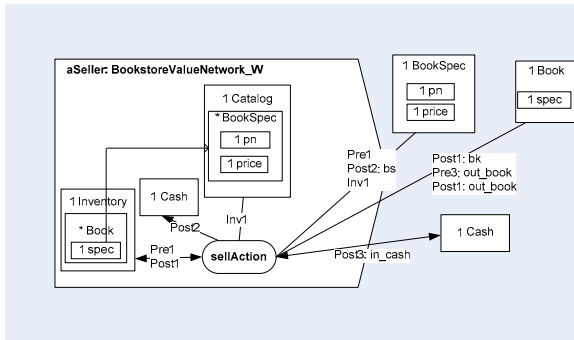 aSeller: BookstoreValueNetwork_W
1 BookSpec
1 pn
1 price
1 Book
1 spec
1 Catalog
* BookSpec
1 pn
1 price
1 Inventory
* Book
1 spec
1 Cash
Post2
Inv1
Pre1
Post1
sellAction
Pre1
Post2: bs
Inv1
Post1: bk
Pre3: out_book
Post1: out_book
Post3: in_cash
1 Cash